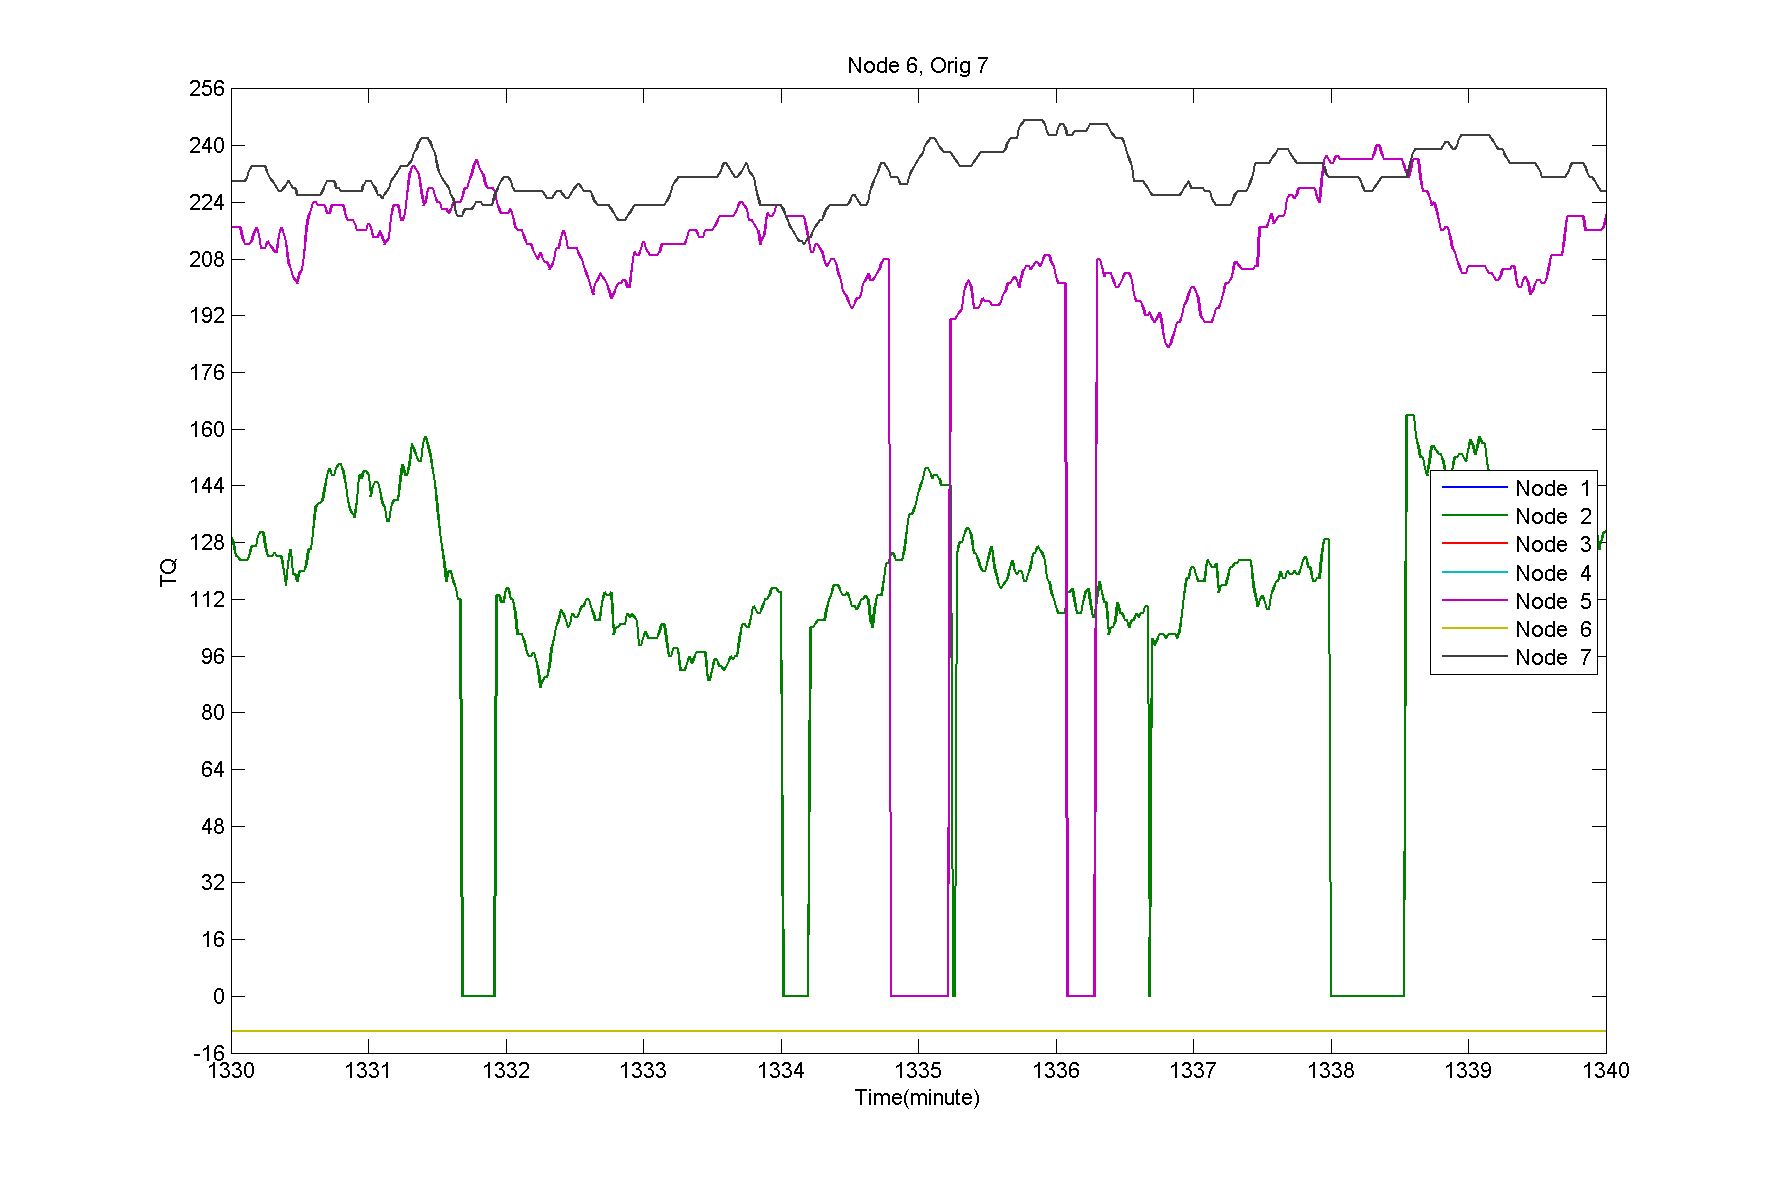 Node 6, Orig 7
256
240
224
208
192
176
160
144
128
112
96
80
64
48
32
16
0
-16
TQ
Node 1
Node 2
Node 3
Node 4
Node 5
Node 6
Node 7
1330 1331 1332 1333 1334 1335 1336 1337 1338 1339 1340
Time(minute)